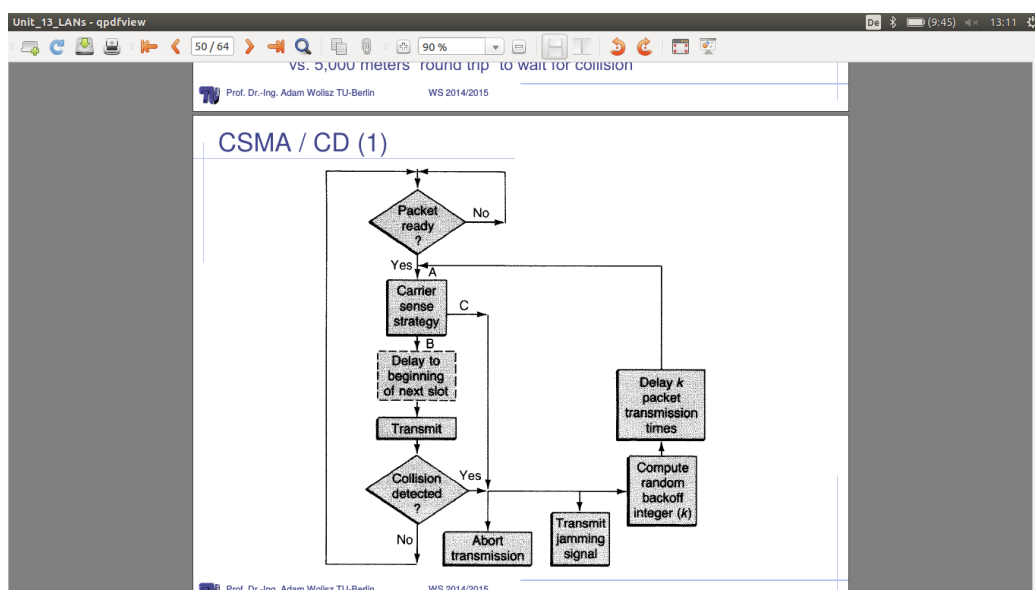 Unit_13_LANs - qpdfview
De
(9:45)
13:11
50 / 64
90 %
vs. 5,000 meters "round trip" to wait for collision
Prof. Dr.-Ing. Adam Wolisz TU-Berlin
WS 2014/2015
CSMA / CD (1)
Packet
ready
?
No
Yes
A
Carrier
sense
strategy
C
B
Delay to
beginning
of next slot
Transmit
Collision
detected
?
Yes
No
Abort
transmission
Transmit
jamming
signal
Compute
random
backoff
integer (k)
Delay k
packet
transmission
times
Prof. Dr.-Ing. Adam Wolisz TU-Berlin
WS 2014/2015